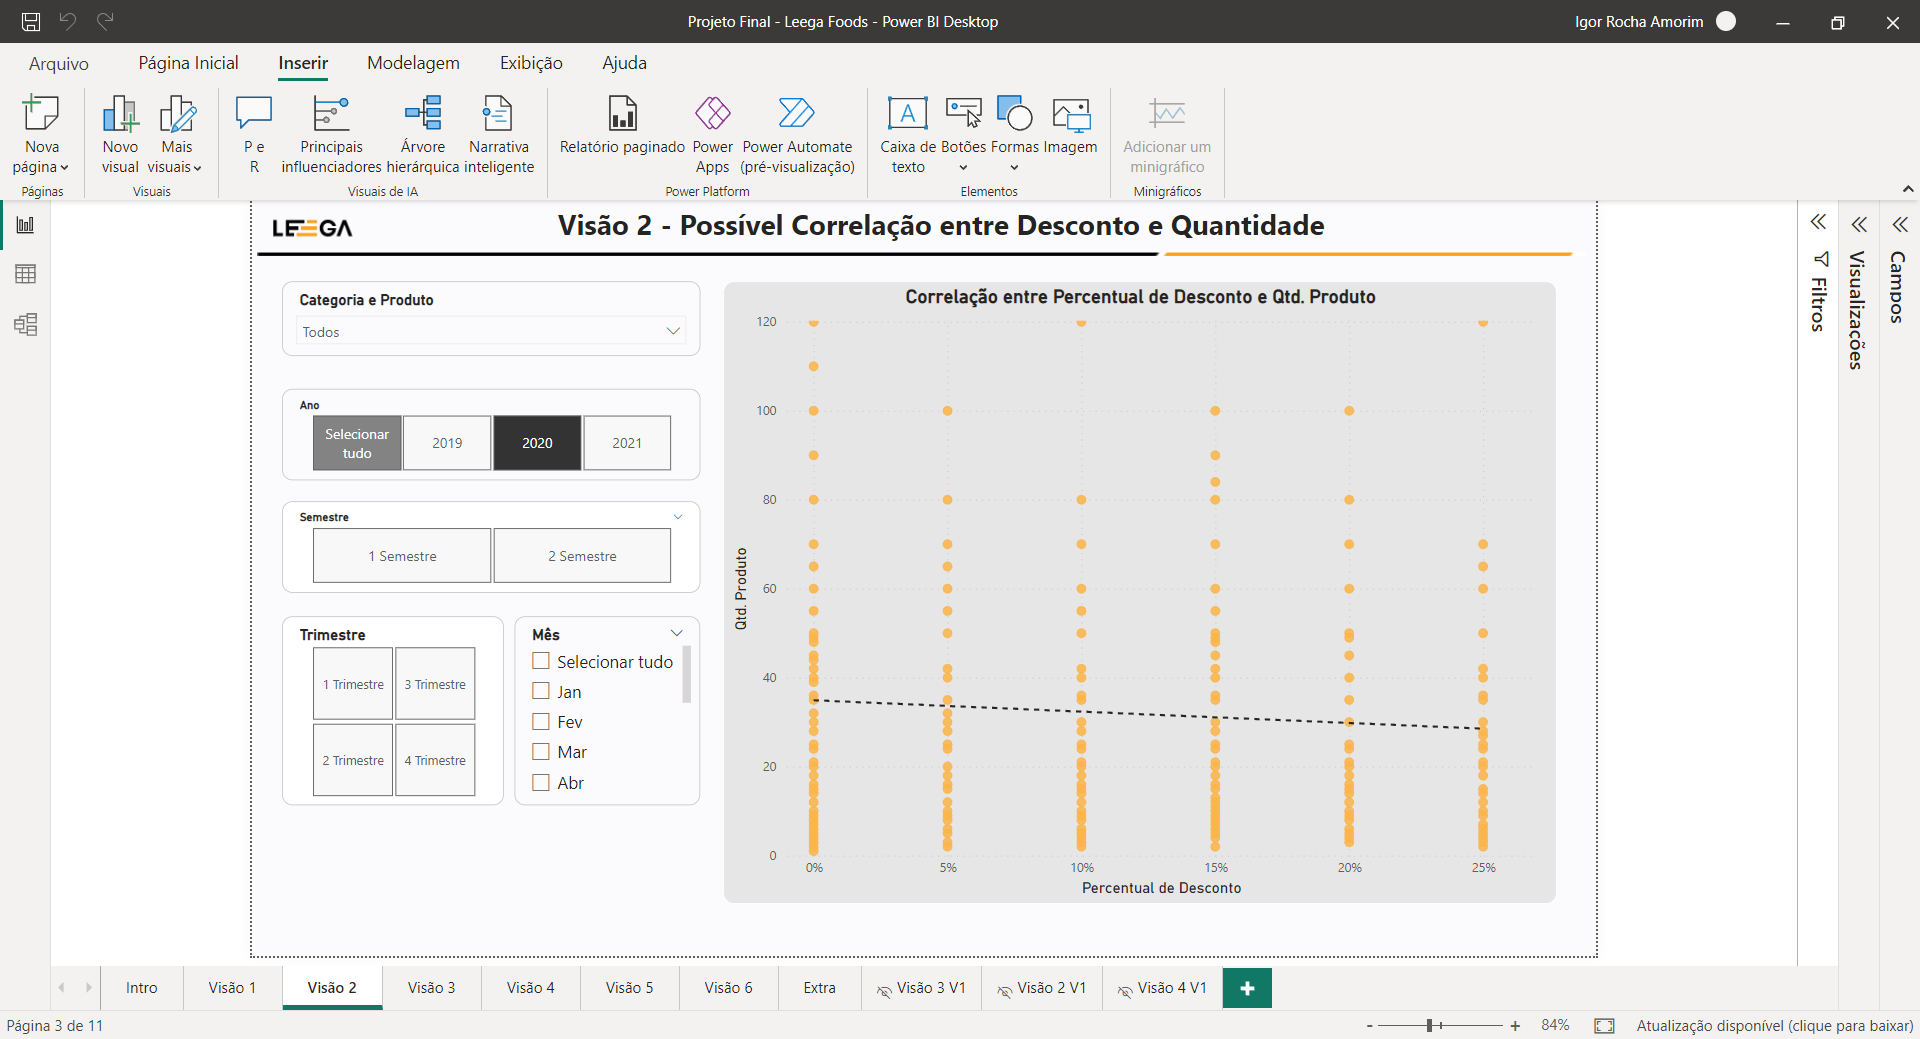 Projeto Final - Leega Foods - Power BI Desktop
Igor Rocha Amorim
Arquivo
Página Inicial
Inserir
Modelagem
Exibição
Ajuda
Nova página
Novo visual
Mais visuais
P e R
Principais influenciadores
Árvore hierárquica
Narrativa inteligente
Relatório paginado
Power Apps
Power Automate (pré-visualização)
A
Caixa de texto
Botões
Formas
Imagem
Adicionar um minigráfico
Páginas
Visuais
Visuais de IA
Power Platform
Elementos
Minigráficos
LEEGA
Visão 2 - Possível Correlação entre Desconto e Quantidade
Categoria e Produto
Todos
Ano
Selecionar tudo
2019
2020
2021
Semestre
1 Semestre
2 Semestre
Trimestre
1 Trimestre
3 Trimestre
2 Trimestre
4 Trimestre
Mês
Selecionar tudo
Jan
Fev
Mar
Abr
Correlação entre Percentual de Desconto e Qtd. Produto
Qtd. Produto
120
100
80
60
40
20
0
0%
5%
10%
15%
20%
25%
Percentual de Desconto
Filtros
Visualizações
Campos
Intro
Visão 1
Visão 2
Visão 3
Visão 4
Visão 5
Visão 6
Extra
Visão 3 V1
Visão 2 V1
Visão 4 V1
+
Página 3 de 11
- +
84%
Atualização disponível (clique para baixar)